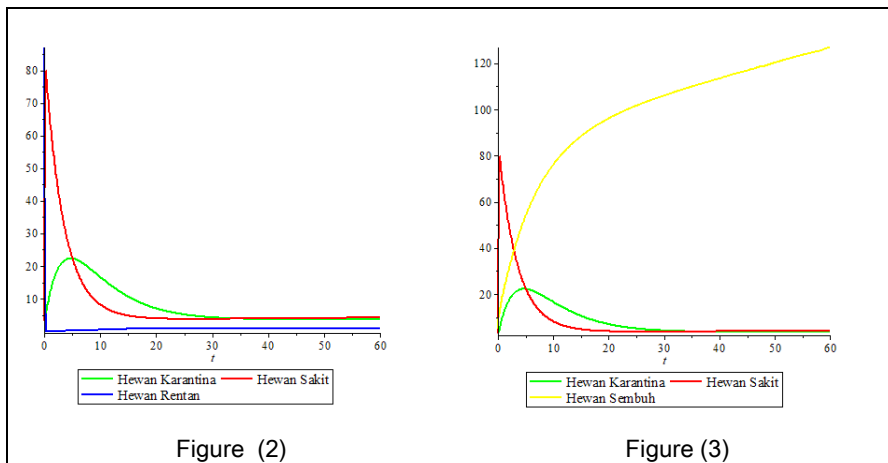 80
70
60
50
40
30
20
10
0 10 20 30 40 50 60
t
Hewan Karantina Hewan Sakit
Hewan Rentan
Figure (2)
120
100
80
60
40
20
0 10 20 30 40 50 60
t
Hewan Karantina Hewan Sakit
Hewan Sembuh
Figure (3)